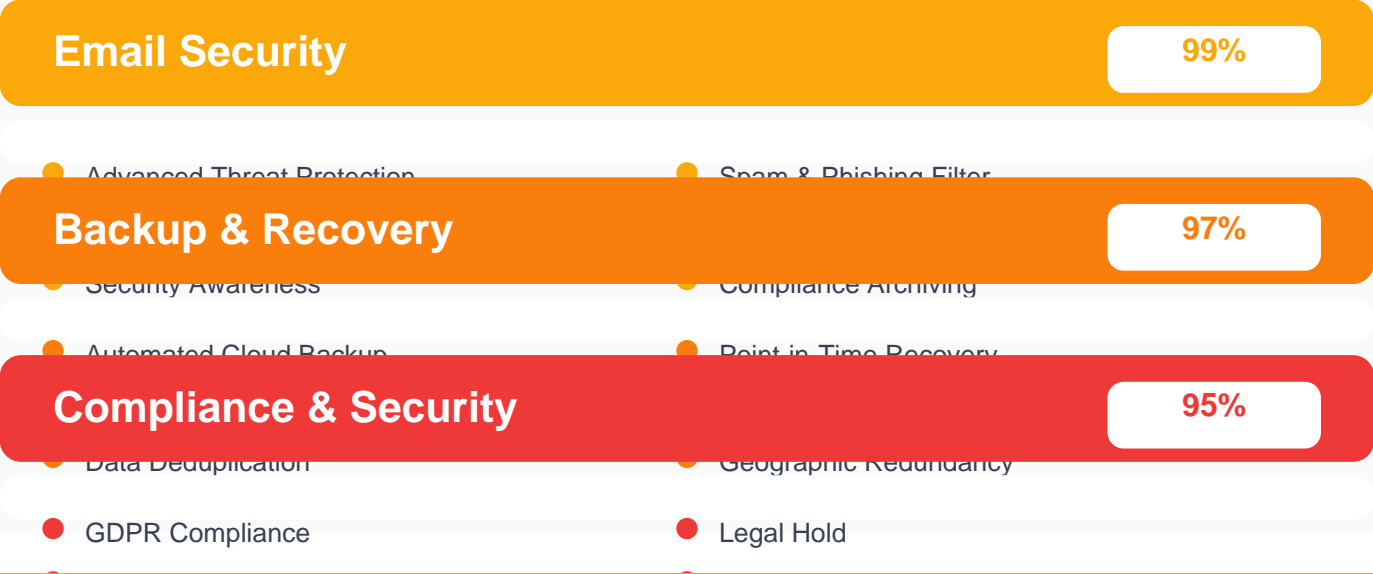 Email Security
99%
Advanced Threat Protection
Spam & Phishing Filter
Backup & Recovery
97%
Security Awareness
Compliance Archiving
Automated Cloud Backup
Point-in-Time Recovery
Compliance & Security
95%
Data Deduplication
Geographic Redundancy
GDPR Compliance
Legal Hold